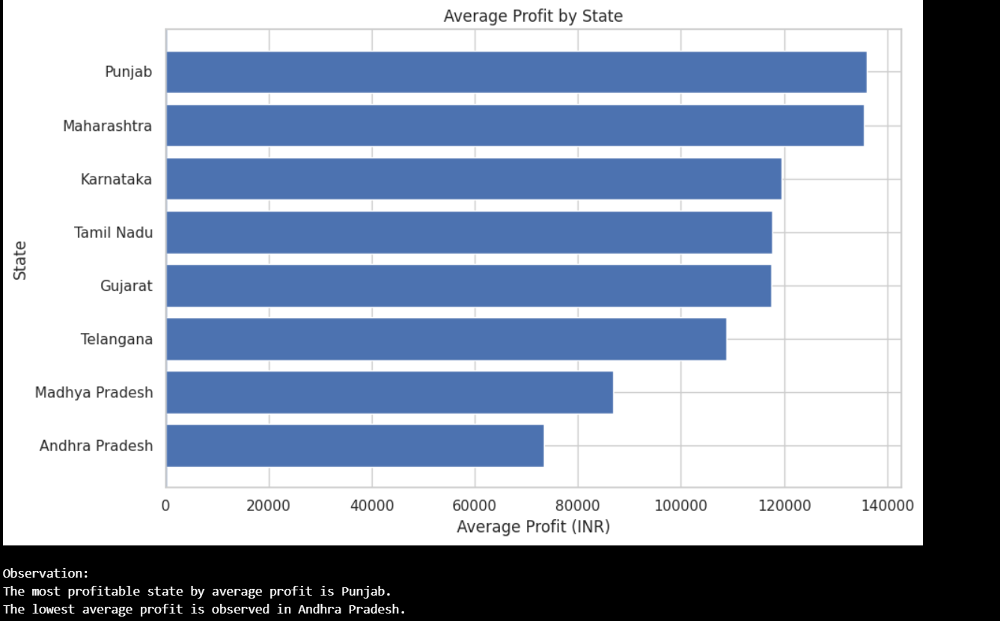 Average Profit by State
Punjab
Maharashtra
Karnataka
Tamil Nadu
Gujarat
Telangana
Madhya Pradesh
Andhra Pradesh
State
0 20000 40000 60000 80000 100000 120000 140000
Average Profit (INR)
Observation:
The most profitable state by average profit is Punjab.
The lowest average profit is observed in Andhra Pradesh.